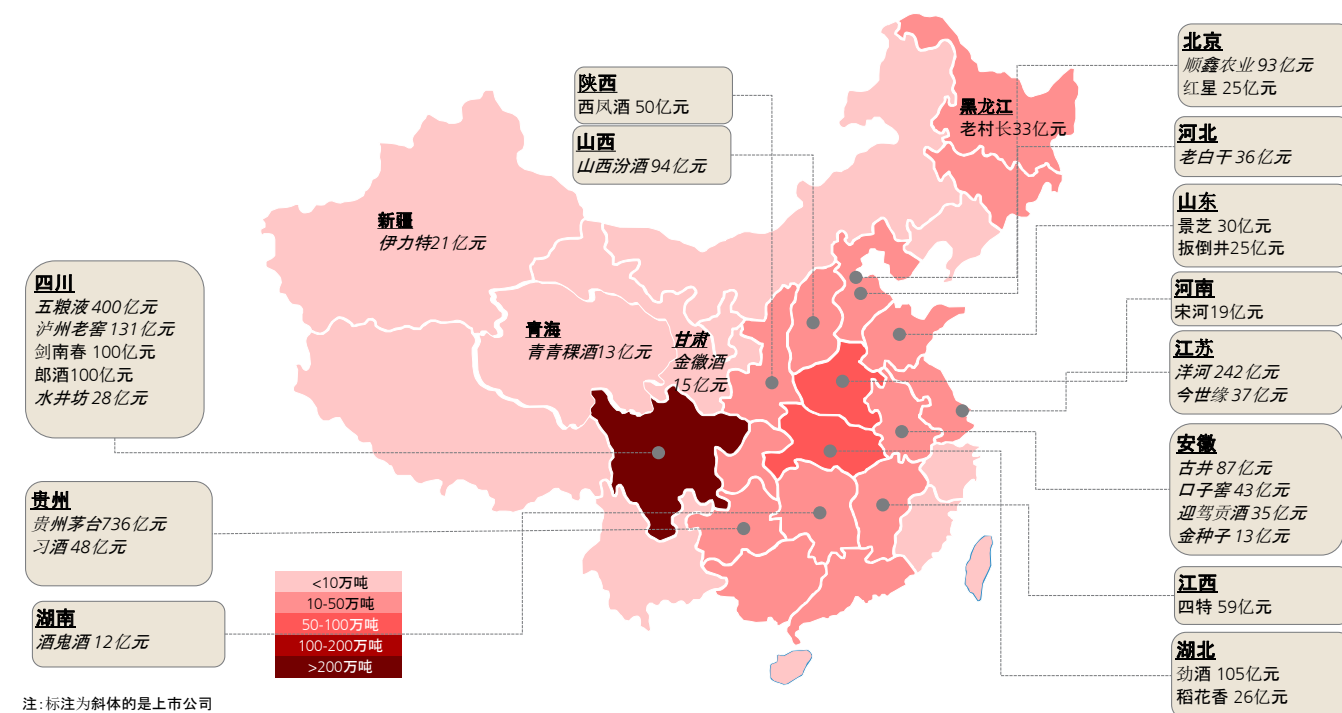 陕西
西凤酒 50亿元
山西
山西汾酒 94亿元
黑龙江
老村长33亿元
北京
顺鑫农业 93亿元
红星 25亿元
河北
老白干 36亿元
山东
景芝 30亿元
扳倒井25亿元
河南
宋河19亿元
江苏
洋河 242亿元
今世缘 37亿元
安徽
古井 87亿元
口子窖 43亿元
迎驾贡酒 35亿元
金种子 13亿元
江西
四特 59亿元
湖北
劲酒 105亿元
稻花香 26亿元
新疆
伊力特21亿元
青海
青青稞酒13亿元
甘肃
金徽酒
15亿元
四川
五粮液 400亿元
泸州老窖 131亿元
剑南春 100亿元
郎酒100亿元
水井坊 28亿元
贵州
贵州茅台736亿元
习酒 48亿元
湖南
酒鬼酒 12亿元
<10万吨
10-50万吨
50-100万吨
100-200万吨
>200万吨
注:标注为斜体的是上市公司